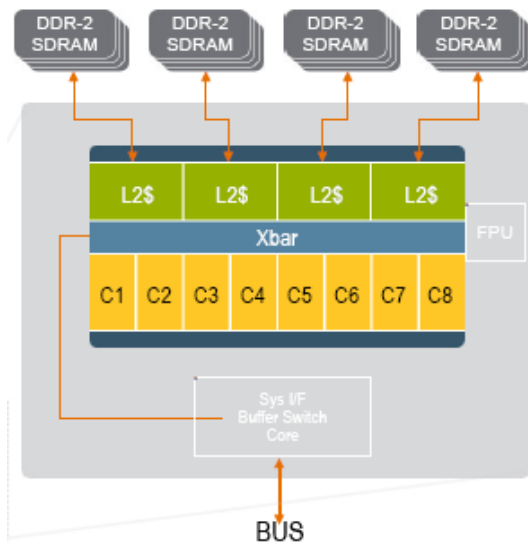 DDR-2
SDRAM
DDR-2
SDRAM
DDR-2
SDRAM
DDR-2
SDRAM
L2$
L2$
L2$
L2$
Xbar
FPU
C1
C2
C3
C4
C5
C6
C7
C8
Sys I/F
Buffer Switch
Core
BUS